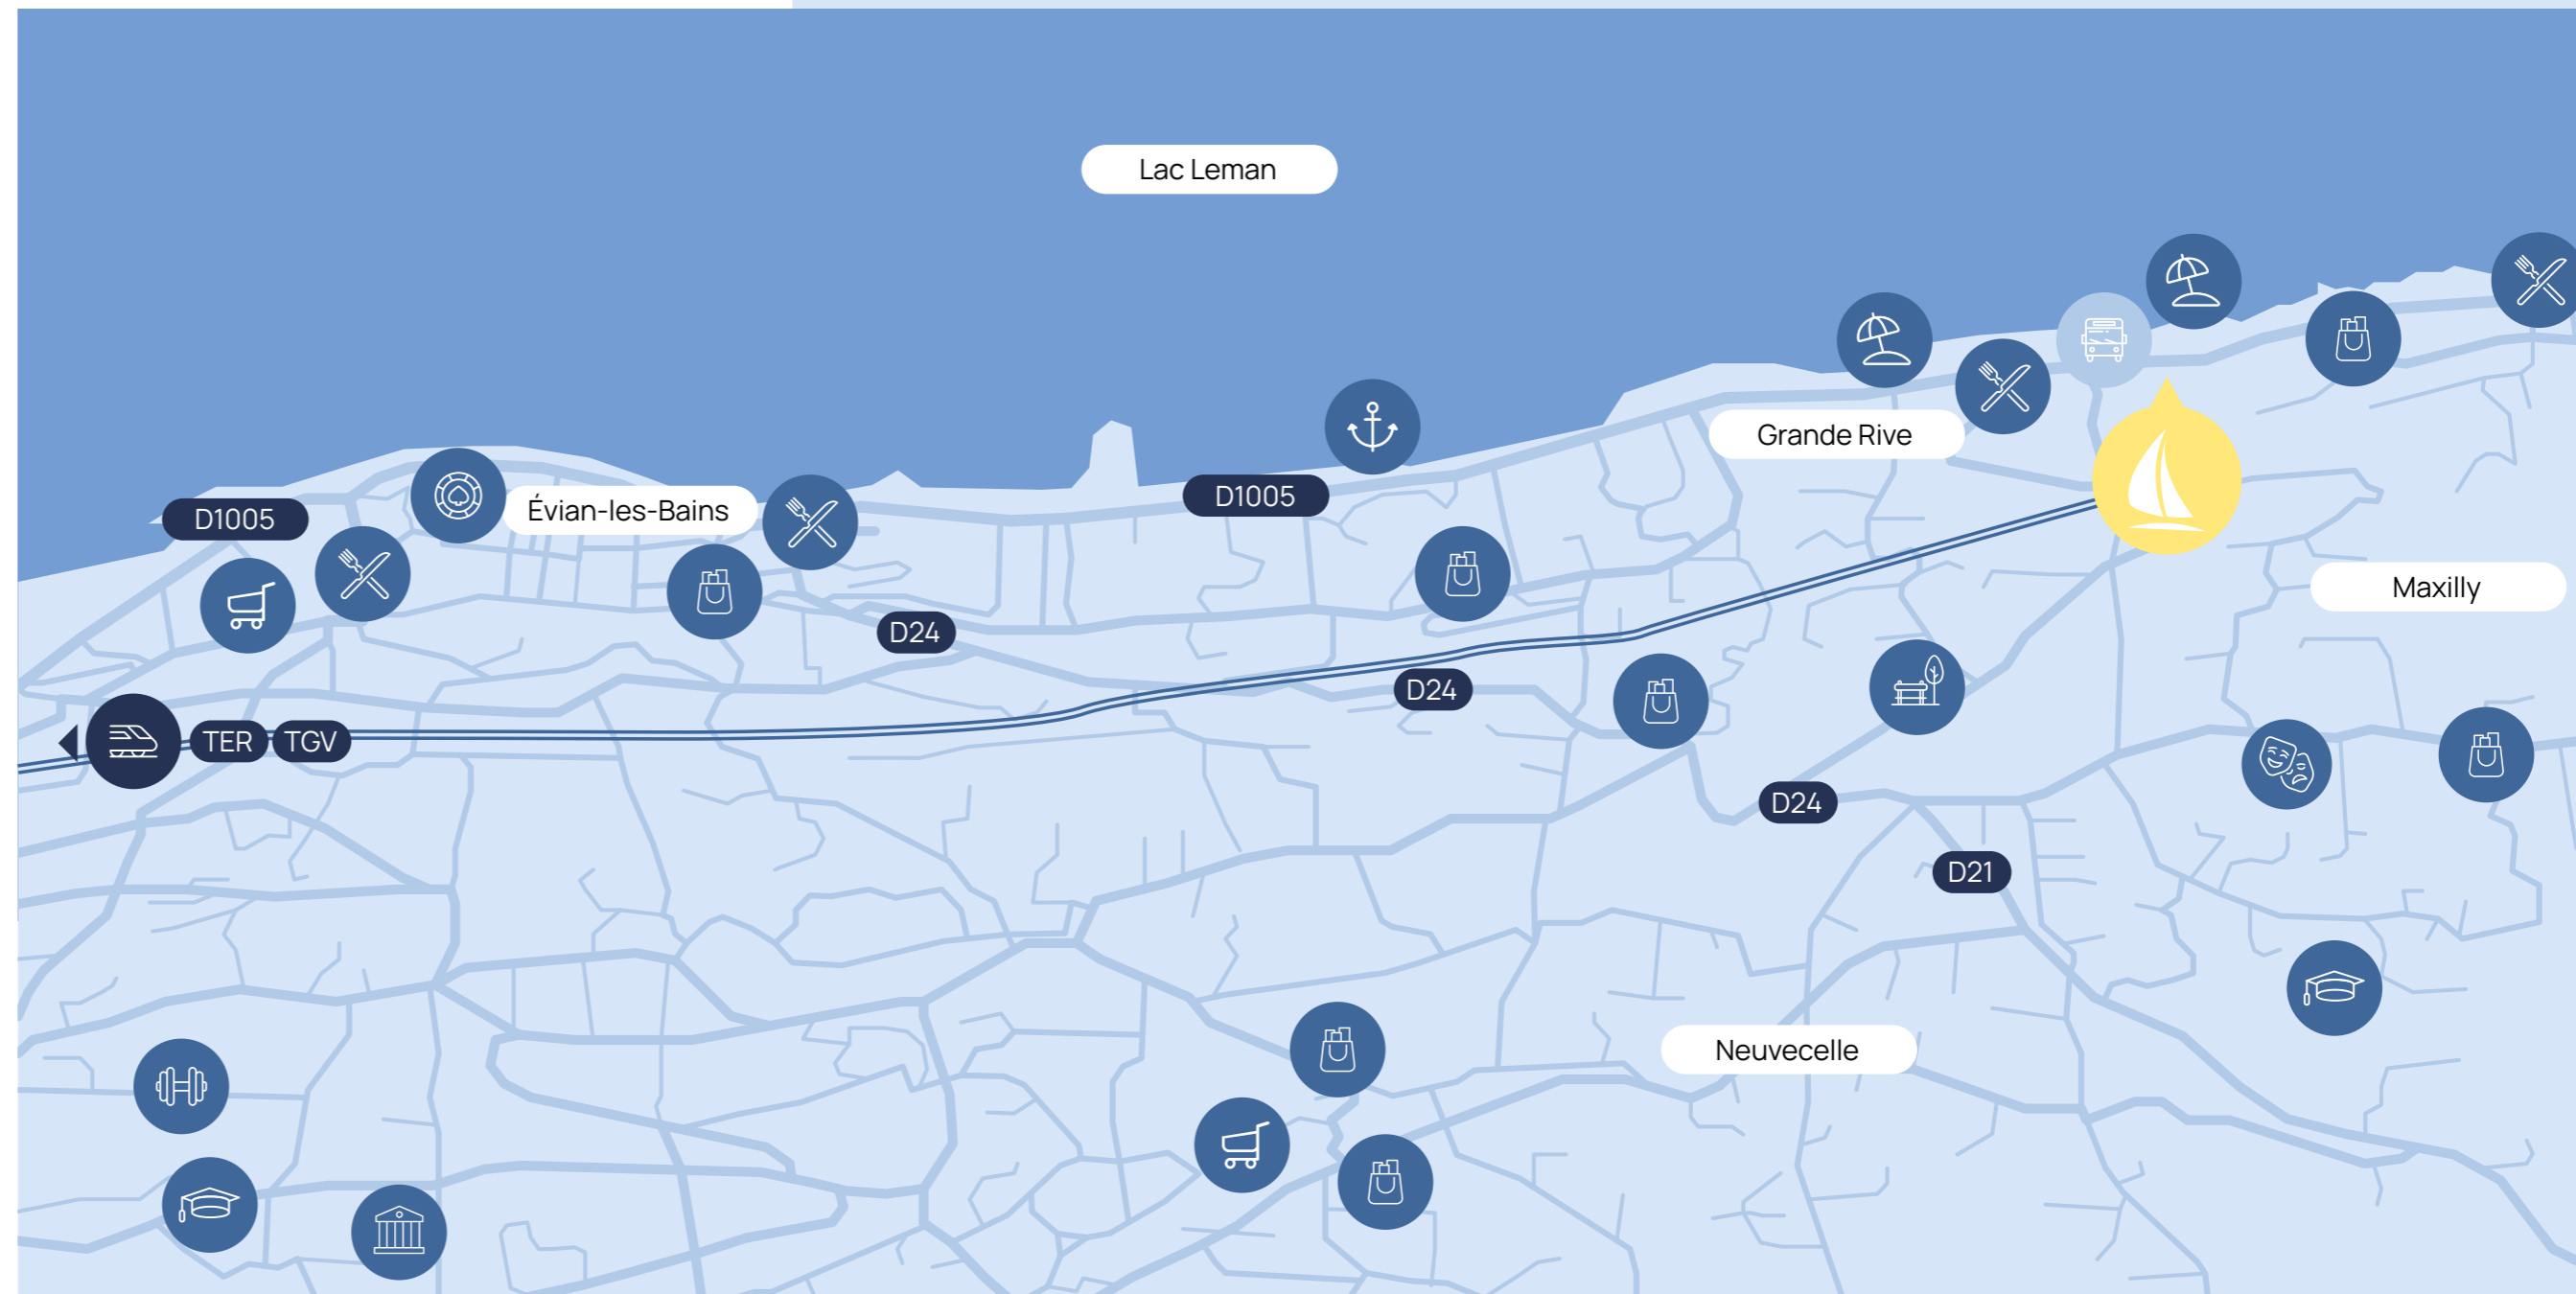 Lac Leman
Grande Rive
D1005
Évian-les-Bains
D1005
Maxilly
D24
D24
TER
TGV
D24
D21
Neuvecelle